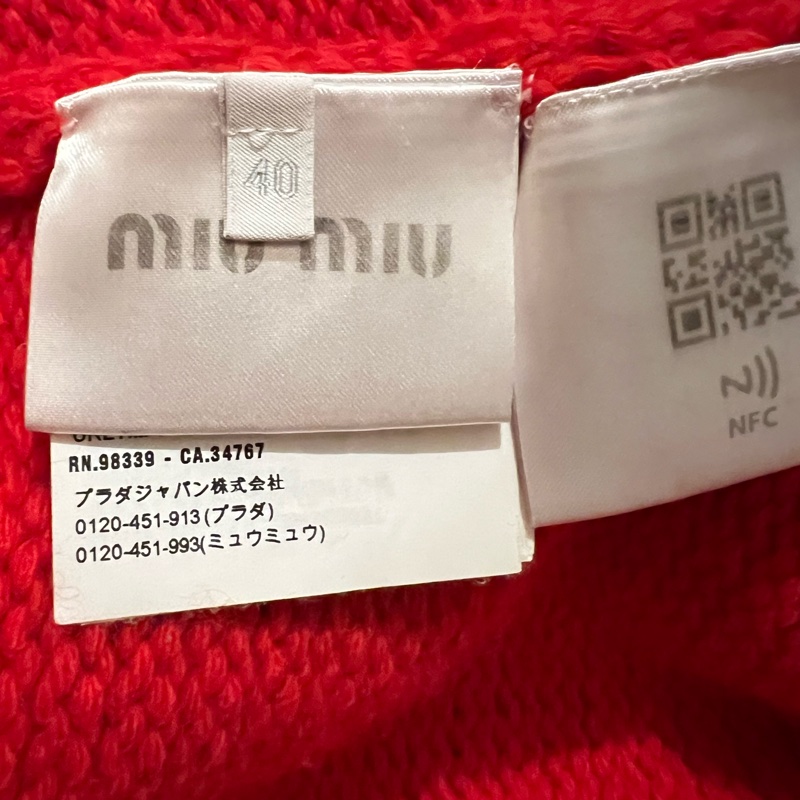 40
miu miu
RN.98339 - CA.34767
プラダジャパン株式会社
0120-451-913(プラダ)
0120-451-993(ミュウミュウ)
NFC